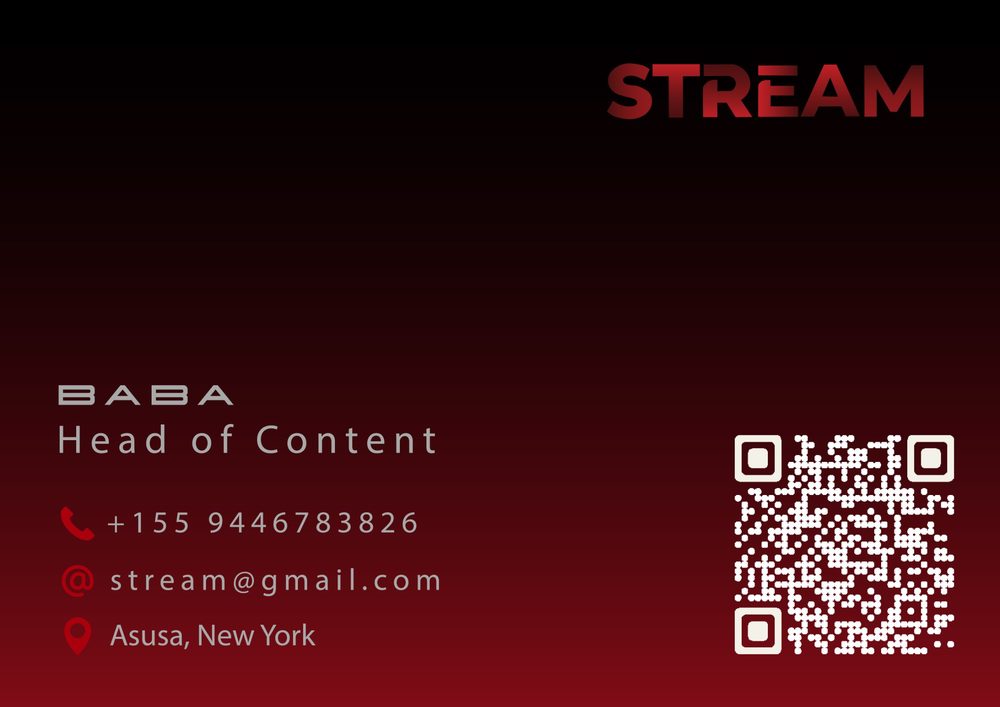 STREAM
BABA
Head of Content
+155 9446783826
stream@gmail.com
Asusa, New York